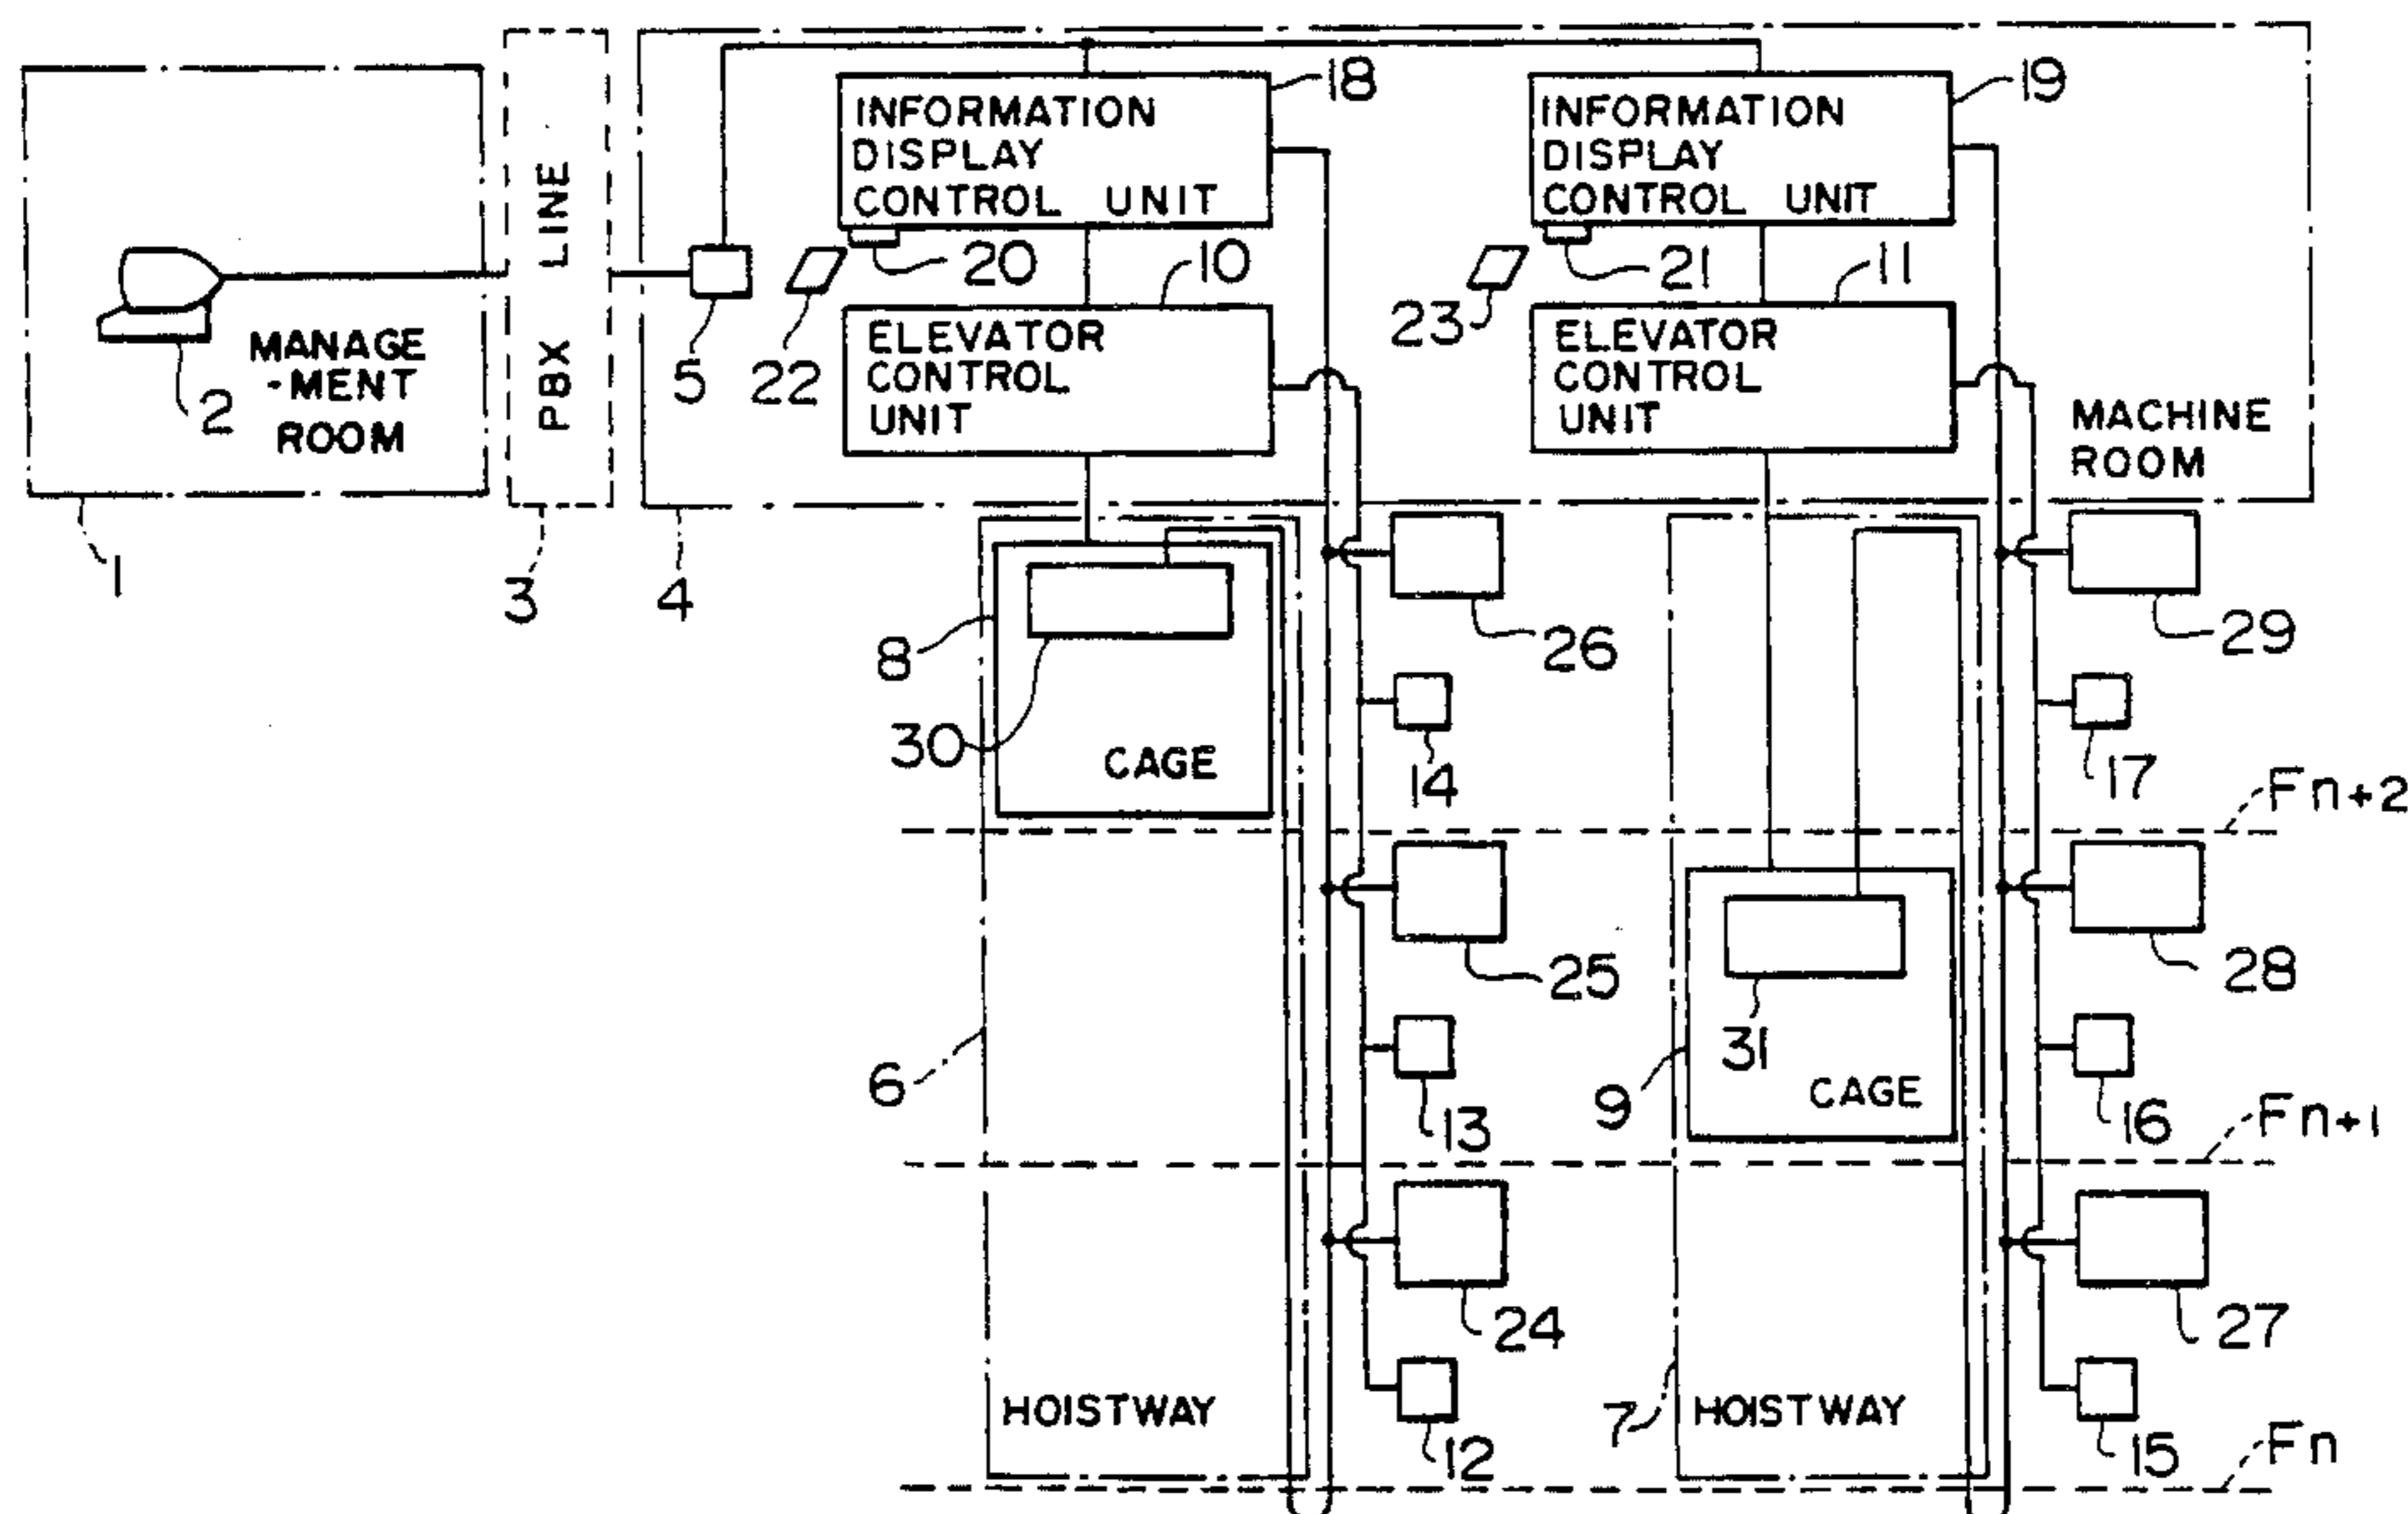 18
19
INFORMATION
DISPLAY
CONTROL UNIT
INFORMATION
DISPLAY
CONTROL UNIT
PBX LINE
20
10
21
11
22
23
5
2
MANAGE
-MENT
ROOM
ELEVATOR
CONTROL
UNIT
ELEVATOR
CONTROL
UNIT
MACHINE
ROOM
1
3
4
8
26
29
30
CAGE
14
17
Fn+2
25
28
6
13
31
9
CAGE
16
Fn+1
24
27
HOISTWAY
12
7
HOISTWAY
15
Fn